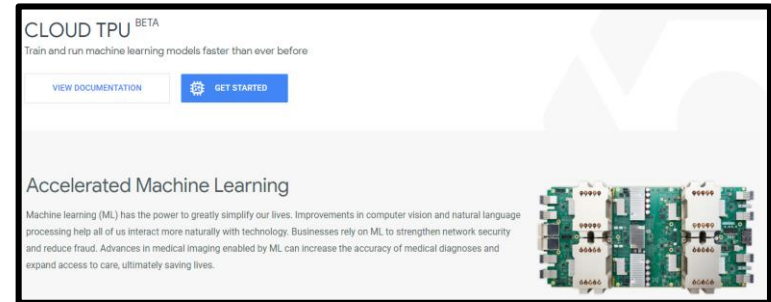 CLOUD TPU BETA
Train and run machine learning models faster than ever before
VIEW DOCUMENTATION
GET STARTED
Accelerated Machine Learning
Machine learning (ML) has the power to greatly simplify our lives. Improvements in computer vision and natural language
processing help all of us interact more naturally with technology. Businesses rely on ML to strengthen network security
and reduce fraud. Advances in medical imaging enabled by ML can increase the accuracy of medical diagnoses and
expand access to care, ultimately saving lives.